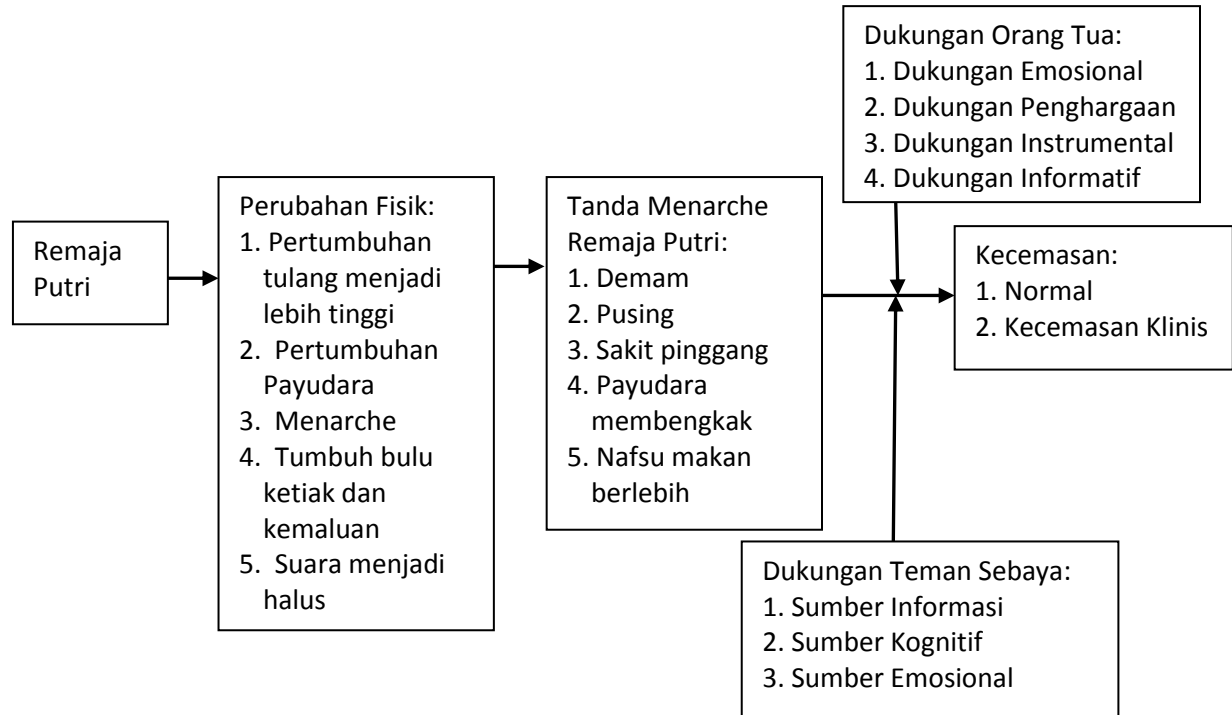 Remaja
Putri
Perubahan Fisik:
1. Pertumbuhan
tulang menjadi
lebih tinggi
2. Pertumbuhan
Payudara
3. Menarche
4. Tumbuh bulu
ketiak dan
kemaluan
5. Suara menjadi
halus
Tanda Menarche
Remaja Putri:
1. Demam
2. Pusing
3. Sakit pinggang
4. Payudara
membengkak
5. Nafsu makan
berlebih
Dukungan Orang Tua:
1. Dukungan Emosional
2. Dukungan Penghargaan
3. Dukungan Instrumental
4. Dukungan Informatif
Kecemasan:
1. Normal
2. Kecemasan Klinis
Dukungan Teman Sebaya:
1. Sumber Informasi
2. Sumber Kognitif
3. Sumber Emosional